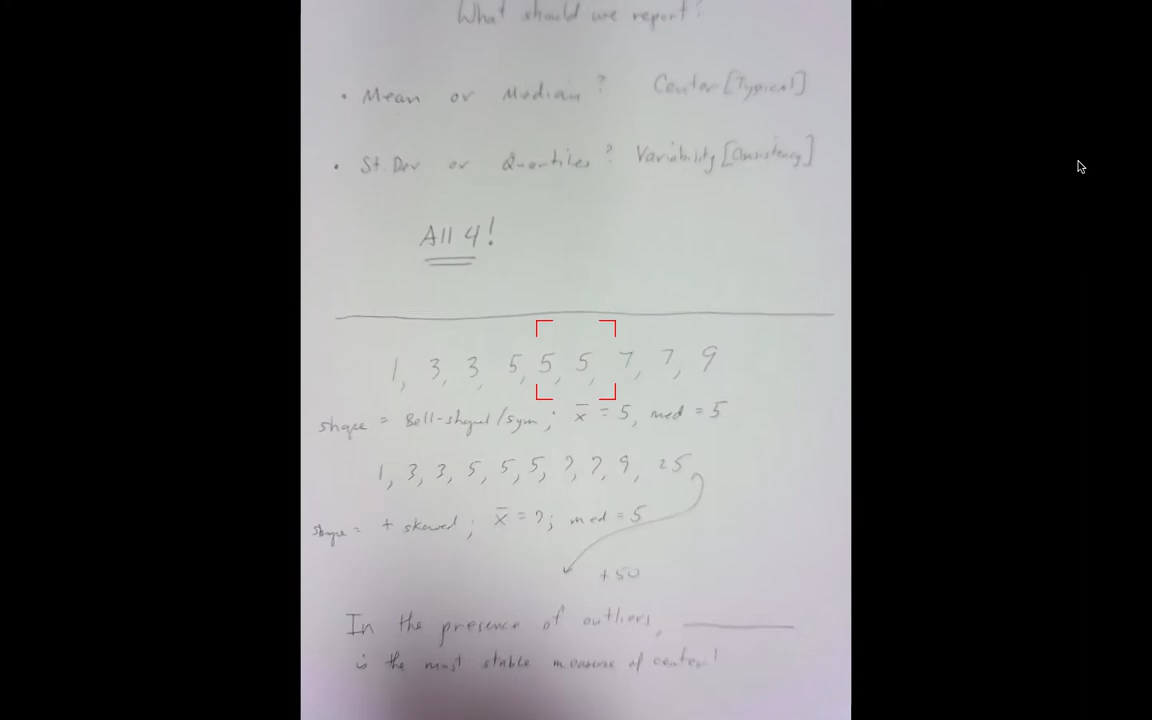 What should we report?
• Mean or Median? Center [Typical]
• St. Dev or Quartiles? Variability [Consistency]
All 4!
1, 3, 3, 5, 5, 5, 7, 7, 9
shape = Bell-shaped/sym; x̄ = 5, med = 5
1, 3, 3, 5, 5, 5, 7, 7, 9, 25
shape = + skewed; x̄ = 7; med = 5
+50
In the presence of outliers, ________
is the most stable measure of center!